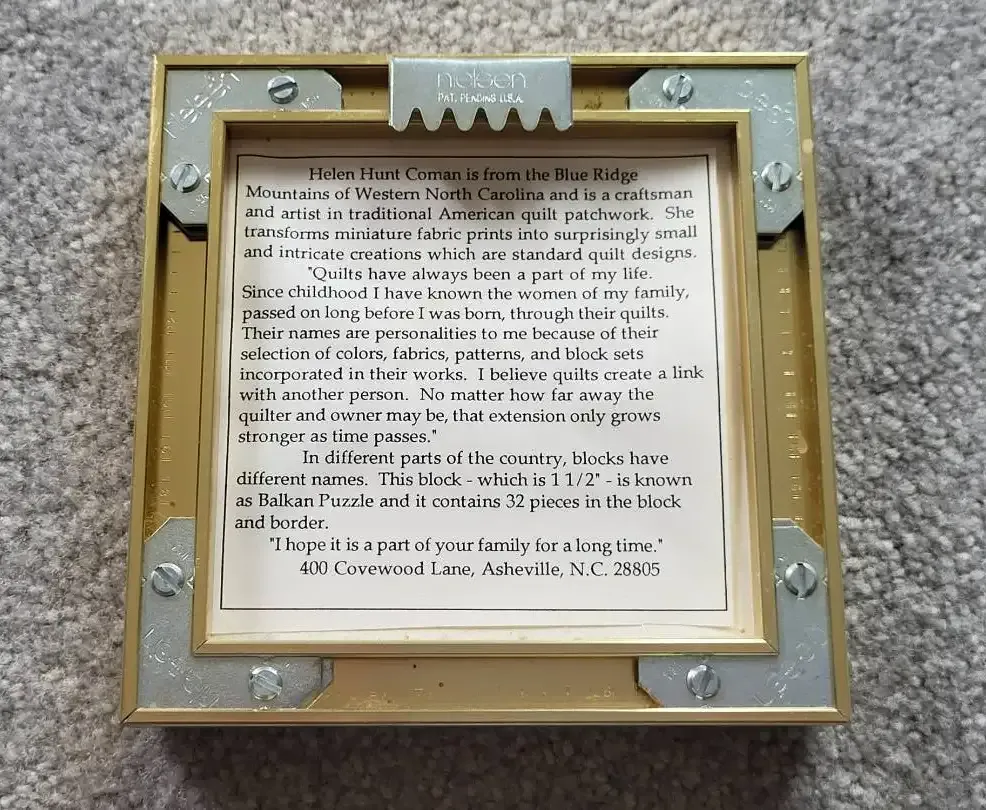 nielsen
PAT. PENDING U.S.A.
Helen Hunt Coman is from the Blue Ridge
Mountains of Western North Carolina and is a craftsman
and artist in traditional American quilt patchwork. She
transforms miniature fabric prints into surprisingly small
and intricate creations which are standard quilt designs.
"Quilts have always been a part of my life.
Since childhood I have known the women of my family,
passed on long before I was born, through their quilts.
Their names are personalities to me because of their
selection of colors, fabrics, patterns, and block sets
incorporated in their works. I believe quilts create a link
with another person. No matter how far away the
quilter and owner may be, that extension only grows
stronger as time passes."
In different parts of the country, blocks have
different names. This block - which is 1 1/2" - is known
as Balkan Puzzle and it contains 32 pieces in the block
and border.
"I hope it is a part of your family for a long time."
400 Covewood Lane, Asheville, N.C. 28805